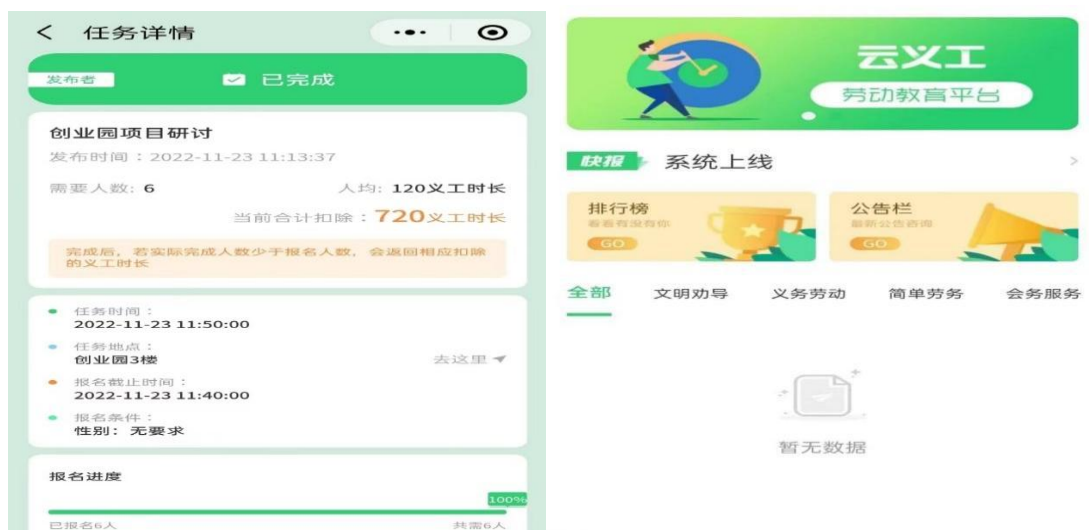 任务详情
发布者
已完成
创业园项目研讨
发布时间：2022-11-23 11:13:37
需要人数: 6
人均: 120义工时长
当前合计扣除：720义工时长
完成后，若实际完成人数少于报名人数，会返回相应扣除
的义工时长
任务时间：
2022-11-23 11:50:00
任务地点：
创业园3楼
去这里
报名截止时间：
2022-11-23 11:40:00
报名条件：
性别：无要求
报名进度
100%
已报名6人
共需6人
云义工
劳动教育平台
快报
系统上线
排行榜
看看有没有你
GO
公告栏
最新公告咨询
GO
全部 文明劝导 义务劳动 简单劳务 会务服务
暂无数据